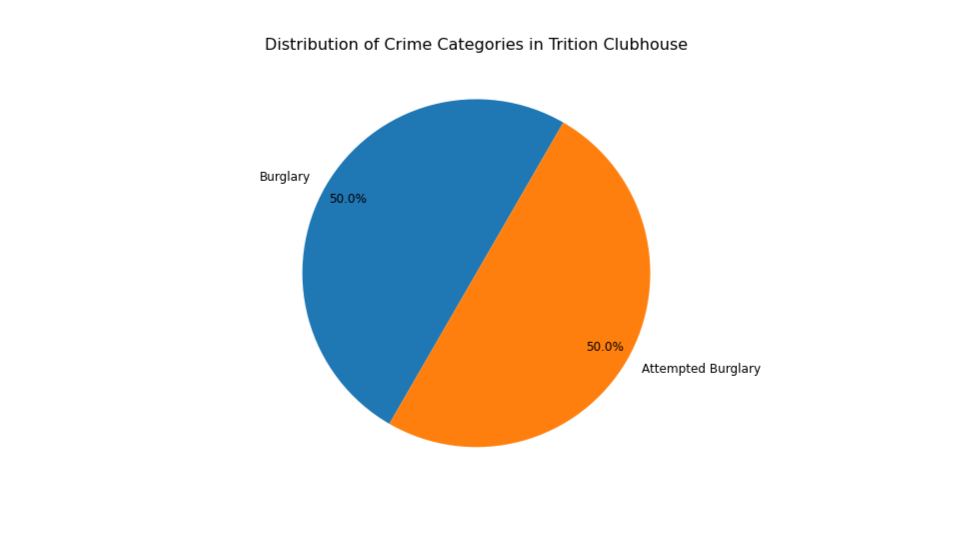 Distribution of Crime Categories in Trition Clubhouse
Burglary
50.0%
50.0%
Attempted Burglary